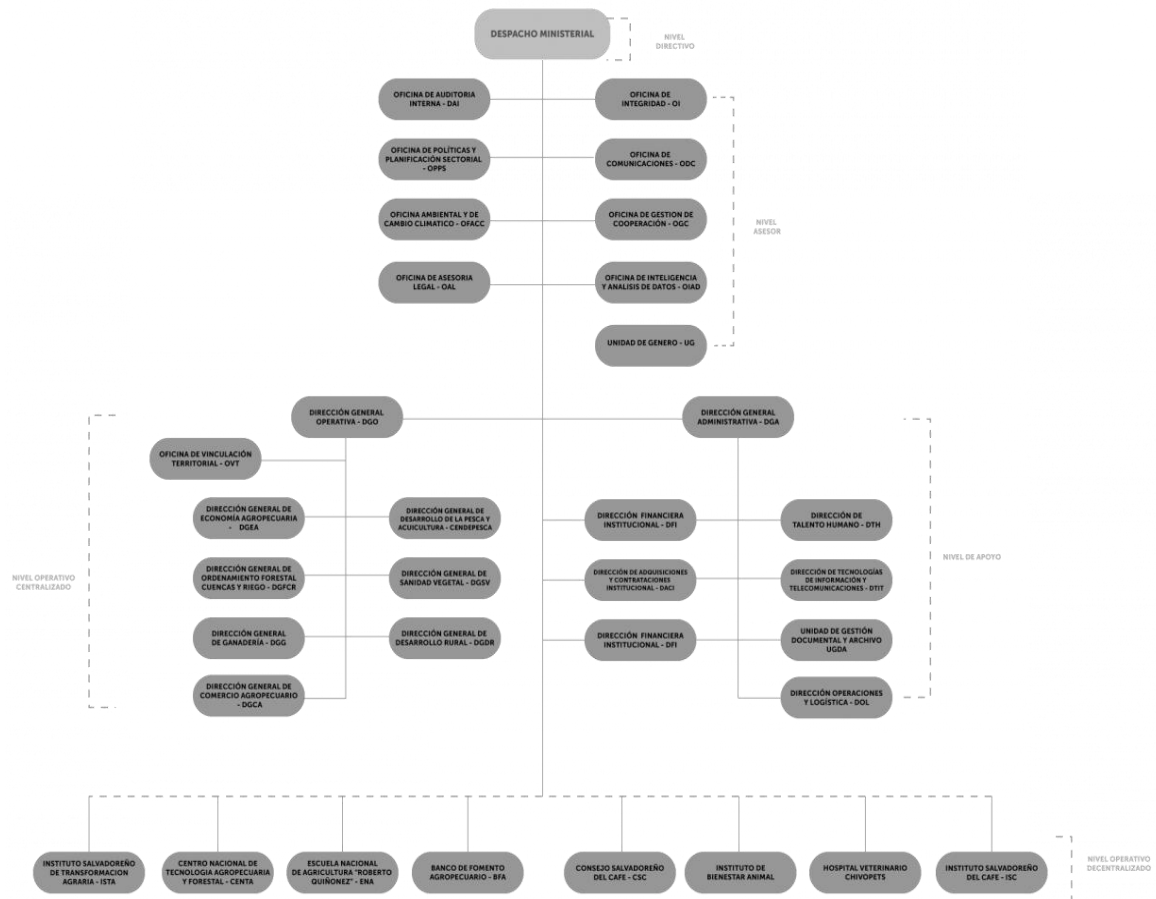 DESPACHO MINISTERIAL
NIVEL
DIRECTIVO
OFICINA DE AUDITORIA
INTERNA - DAI
OFICINA DE
INTEGRIDAD - OI
OFICINA DE POLÍTICAS Y
PLANIFICACIÓN SECTORIAL
- OPPS
OFICINA DE
COMUNICACIONES - ODC
OFICINA AMBIENTAL Y DE
CAMBIO CLIMATICO - OFACC
OFICINA DE GESTION DE
COOPERACIÓN - OGC
NIVEL
ASESOR
OFICINA DE ASESORIA
LEGAL - OAL
OFICINA DE INTELIGENCIA
Y ANALISIS DE DATOS - OIAD
UNIDAD DE GENERO - UG
DIRECCIÓN GENERAL
OPERATIVA - DGO
DIRECCIÓN GENERAL
ADMINISTRATIVA - DGA
OFICINA DE VINCULACIÓN
TERRITORIAL - OVT
DIRECCIÓN GENERAL DE
ECONOMÍA AGROPECUARIA
- DGEA
DIRECCIÓN GENERAL DE
DESARROLLO DE LA PESCA Y
ACUICULTURA - CENDEPESCA
DIRECCIÓN FINANCIERA
INSTITUCIONAL - DFI
DIRECCIÓN DE
TALENTO HUMANO - DTH
NIVEL OPERATIVO
CENTRALIZADO
DIRECCIÓN GENERAL DE
ORDENAMIENTO FORESTAL
CUENCAS Y RIEGO - DGFCR
DIRECCIÓN GENERAL DE
SANIDAD VEGETAL - DGSV
DIRECCIÓN DE ADQUISICIONES
Y CONTRATACIONES
INSTITUCIONAL - DACI
DIRECCIÓN DE TECNOLOGÍAS
DE INFORMACIÓN Y
TELECOMUNICACIONES - DTIT
NIVEL DE APOYO
DIRECCIÓN GENERAL
DE GANADERÍA - DGG
DIRECCIÓN GENERAL DE
DESARROLLO RURAL - DGDR
DIRECCIÓN FINANCIERA
INSTITUCIONAL - DFI
UNIDAD DE GESTIÓN
DOCUMENTAL Y ARCHIVO
UGDA
DIRECCIÓN GENERAL DE
COMERCIO AGROPECUARIO
- DGCA
DIRECCIÓN OPERACIONES
Y LOGÍSTICA - DOL
INSTITUTO SALVADOREÑO
DE TRANSFORMACION
AGRARIA - ISTA
CENTRO NACIONAL DE
TECNOLOGIA AGROPECUARIA
Y FORESTAL - CENTA
ESCUELA NACIONAL
DE AGRICULTURA "ROBERTO
QUIÑONEZ" - ENA
BANCO DE FOMENTO
AGROPECUARIO - BFA
CONSEJO SALVADOREÑO
DEL CAFE - CSC
INSTITUTO DE
BIENESTAR ANIMAL
HOSPITAL VETERINARIO
CHIVOPETS
INSTITUTO SALVADOREÑO
DEL CAFE - ISC
NIVEL OPERATIVO
DECENTRALIZADO